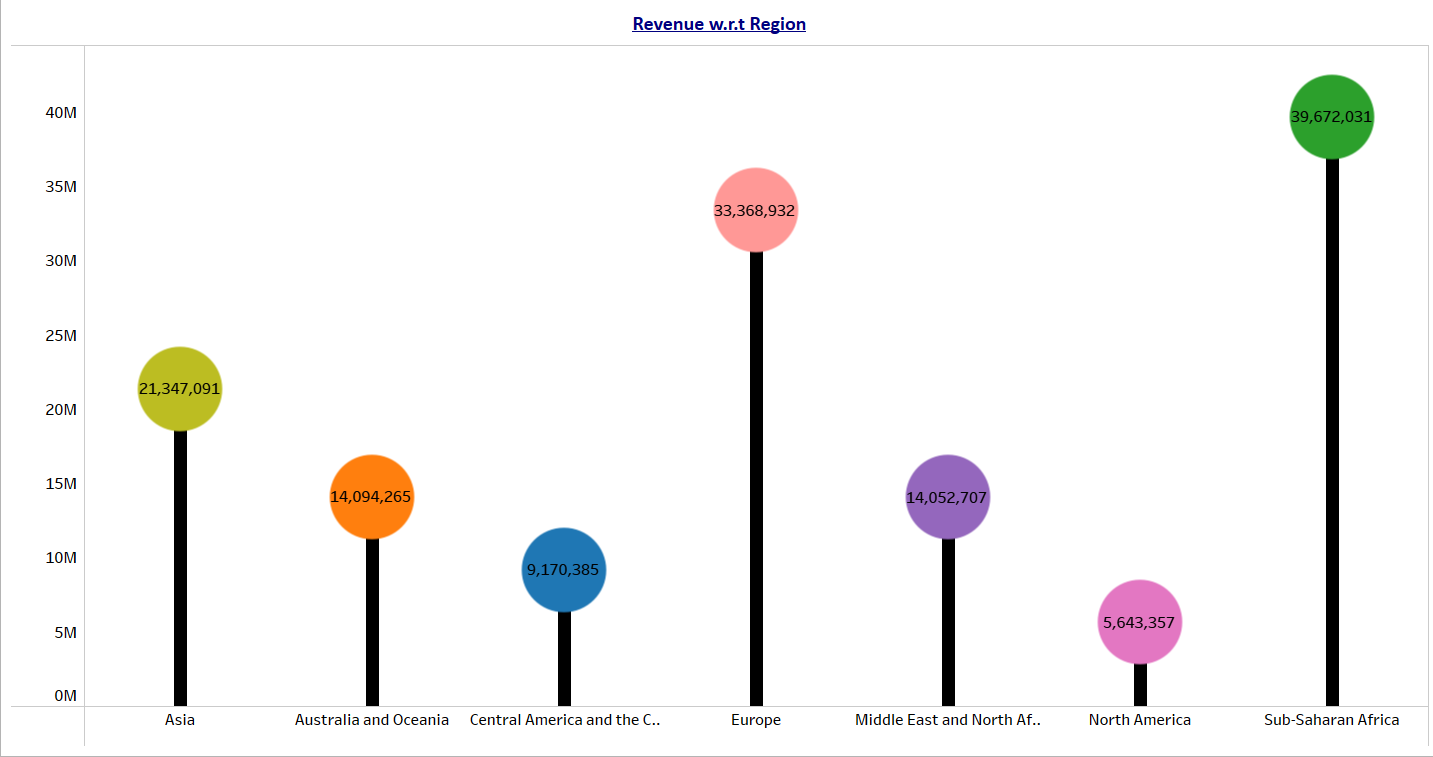 Revenue w.r.t Region
40M
39,672,031
35M
33,368,932
30M
25M
21,347,091
20M
15M
14,094,265
14,052,707
10M
9,170,385
5M
5,643,357
0M
Asia
Australia and Oceania
Central America and the C..
Europe
Middle East and North Af..
North America
Sub-Saharan Africa